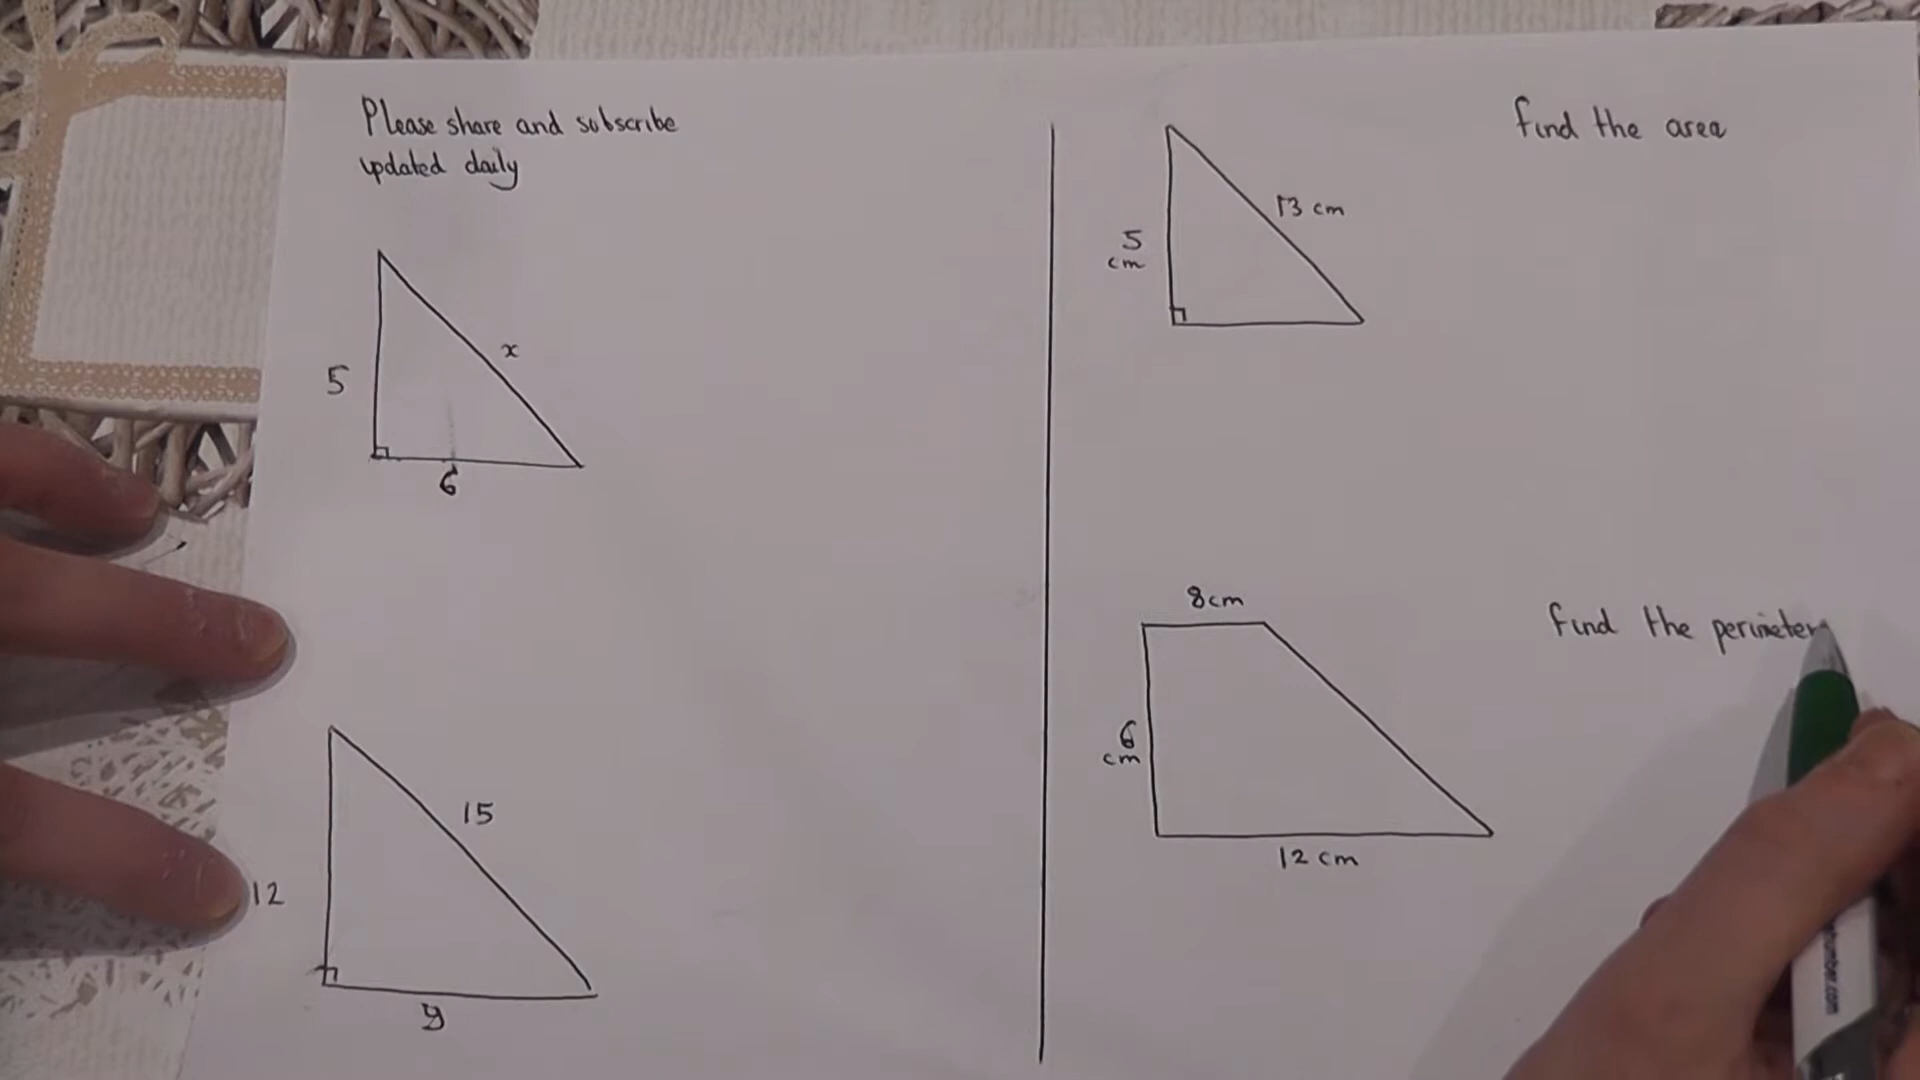 Please share and subscribe
updated daily
5
x
6
12
15
y
find the area
13 cm
5
cm
8cm
find the perimeter
6
cm
12 cm